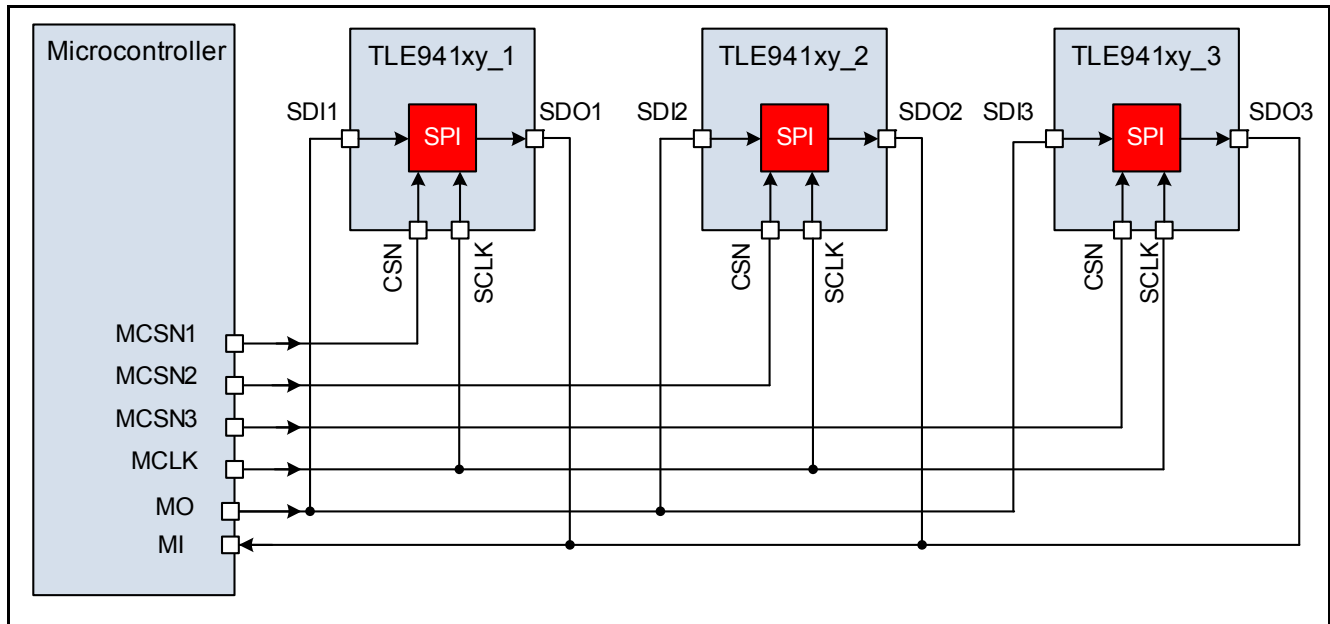 Microcontroller
TLE941xy_1
TLE941xy_2
TLE941xy_3
SDI1
SPI
SDO1
SDI2
SPI
SDO2
SDI3
SPI
SDO3
CSN
SCLK
CSN
SCLK
CSN
SCLK
MCSN1
MCSN2
MCSN3
MCLK
MO
MI